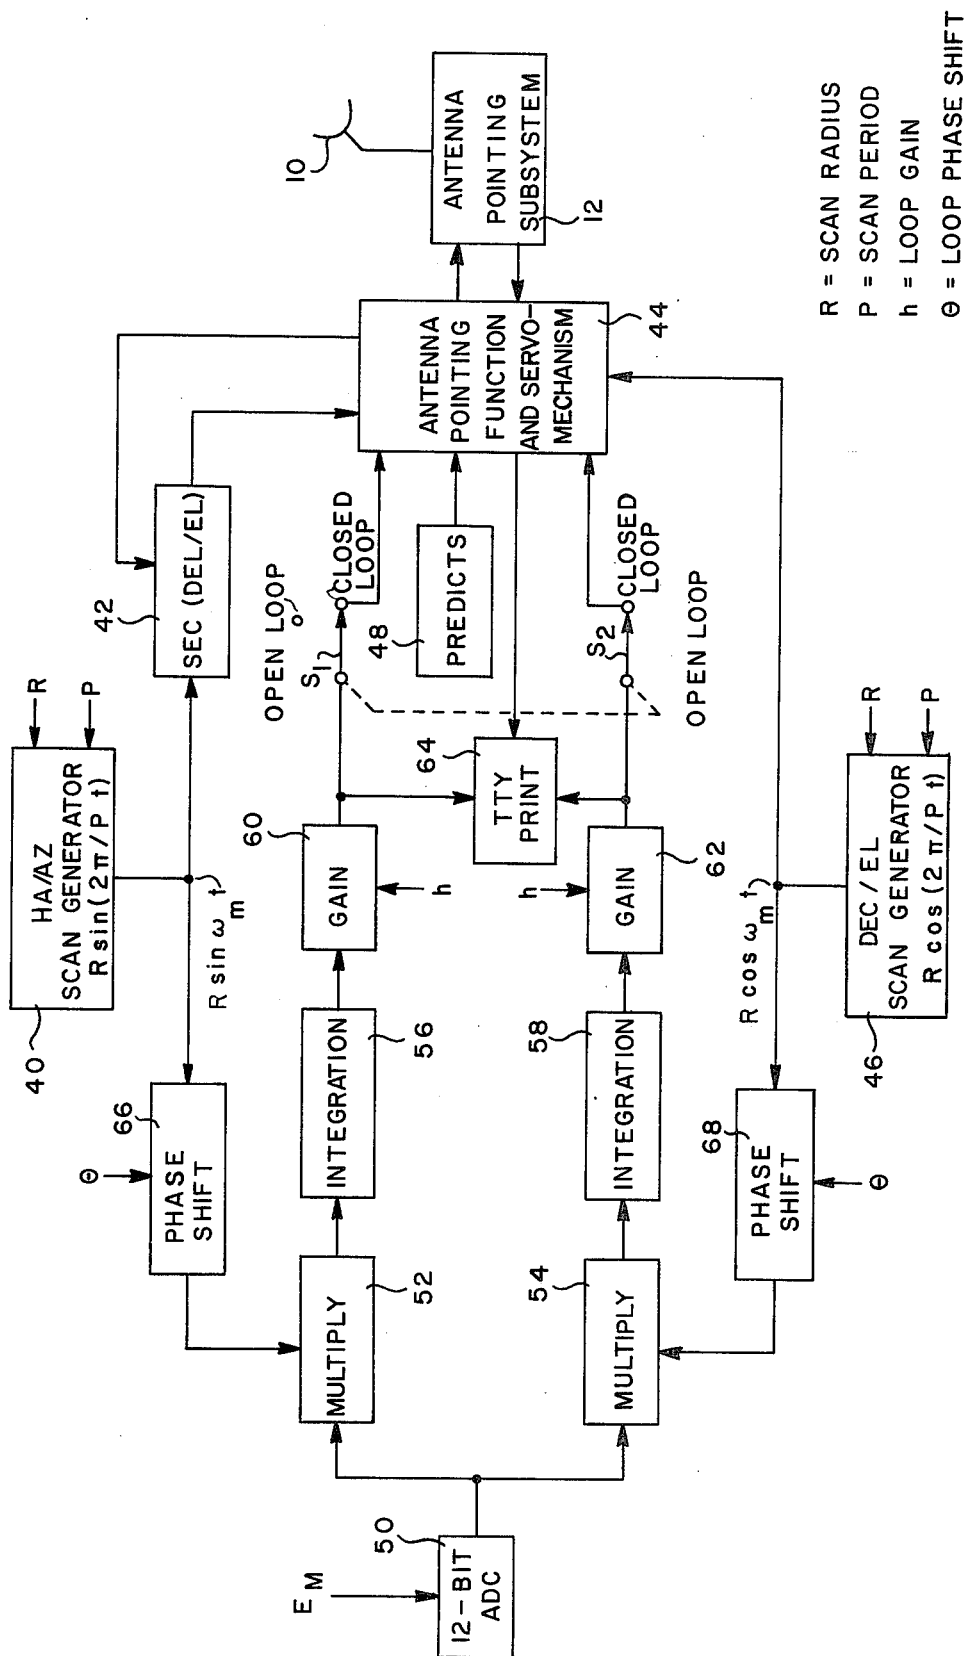 40
HA/AZ
SCAN GENERATOR
R sin(2π/P t)
R
P
42
SEC (DEL/EL)
10
ANTENNA
POINTING
SUBSYSTEM
12
θ
66
PHASE
SHIFT
R sin ω m t
OPEN LOOP
S1
CLOSED
LOOP
48
PREDICTS
ANTENNA
POINTING
FUNCTION
AND SERVO-
MECHANISM
44
E M
50
12-BIT
ADC
MULTIPLY
52
INTEGRATION
56
60
GAIN
h
64
TTY
PRINT
54
MULTIPLY
58
INTEGRATION
h
GAIN
62
S2
CLOSED
LOOP
OPEN LOOP
68
PHASE
SHIFT
θ
R cos ω m t
46
DEC / EL
SCAN GENERATOR
R cos (2 π/P t)
R
P
R = SCAN RADIUS
P = SCAN PERIOD
h = LOOP GAIN
θ = LOOP PHASE SHIFT